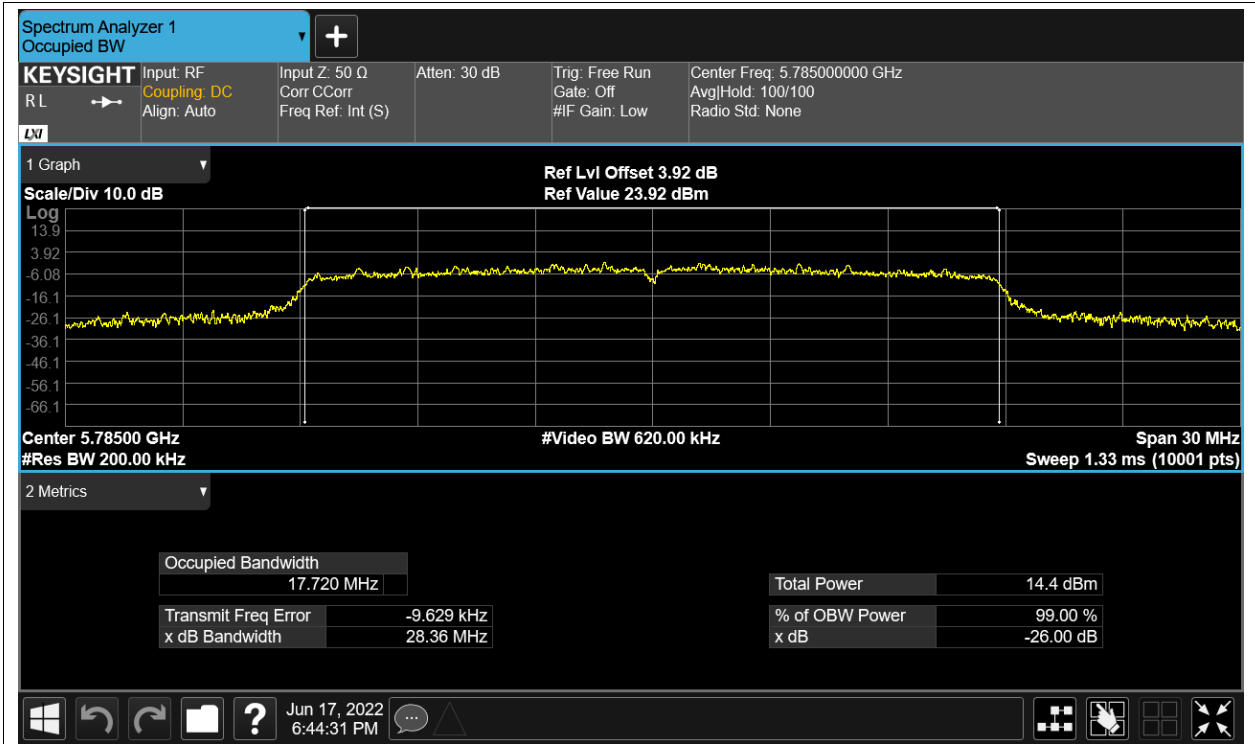 Spectrum Analyzer 1
Occupied BW
KEYSIGHT
R L
LXI
Input: RF
Coupling: DC
Align: Auto
Input Z: 50 Ω
Corr CCorr
Freq Ref: Int (S)
Atten: 30 dB
Trig: Free Run
Gate: Off
#IF Gain: Low
Center Freq: 5.785000000 GHz
Avg|Hold: 100/100
Radio Std: None
1 Graph
Scale/Div 10.0 dB
Ref Lvl Offset 3.92 dB
Ref Value 23.92 dBm
Log
13.9
3.92
-6.08
-16.1
-26.1
-36.1
-46.1
-56.1
-66.1
Center 5.78500 GHz
#Video BW 620.00 kHz
Span 30 MHz
#Res BW 200.00 kHz
Sweep 1.33 ms (10001 pts)
2 Metrics
Occupied Bandwidth
17.720 MHz
Total Power 14.4 dBm
Transmit Freq Error -9.629 kHz
% of OBW Power 99.00 %
x dB Bandwidth 28.36 MHz
x dB -26.00 dB
?
Jun 17, 2022
6:44:31 PM